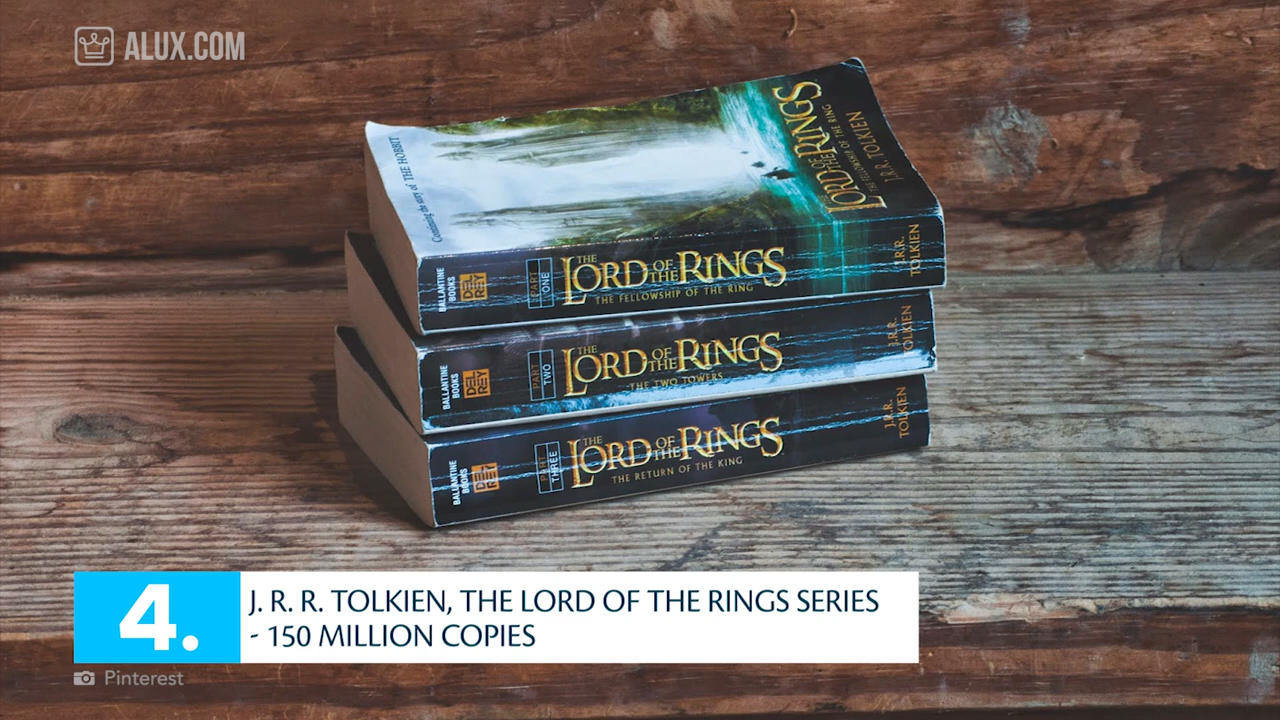 ALUX.COM
Continuing the story of THE HOBBIT
THE
LORD OF THE RINGS
THE FELLOWSHIP OF THE RING
J.R.R. TOLKIEN
BALLANTINE
BOOKS
DEL
REY
PART
ONE
THE
LORD OF THE RINGS
THE FELLOWSHIP OF THE RING
J.R.R.
TOLKIEN
BALLANTINE
BOOKS
DEL
REY
PART
TWO
THE
LORD OF THE RINGS
THE TWO TOWERS
J.R.R.
TOLKIEN
BALLANTINE
BOOKS
DEL
REY
PART
THREE
THE
LORD OF THE RINGS
THE RETURN OF THE KING
J.R.R.
TOLKIEN
4.
J. R. R. TOLKIEN, THE LORD OF THE RINGS SERIES
- 150 MILLION COPIES
Pinterest